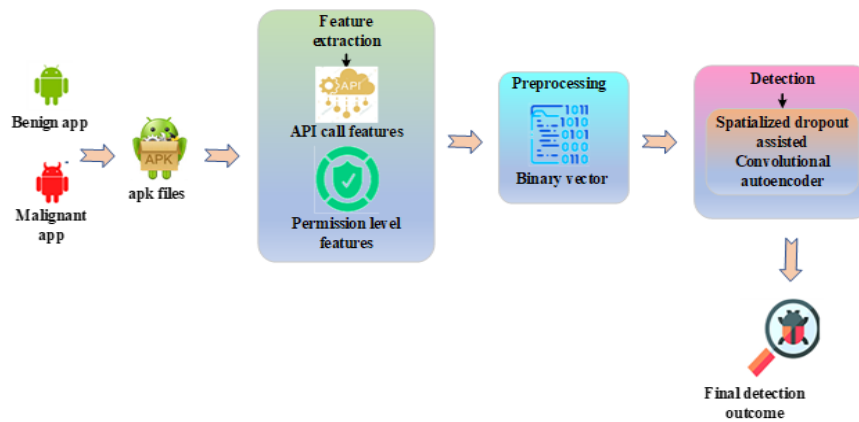 Benign app
Malignant
app
APK
apk files
Feature
extraction
API
API call features
Permission level
features
Preprocessing
1011
1010
0101
000
0110
Binary vector
Detection
Spatialized dropout
assisted
Convolutional
autoencoder
Final detection
outcome